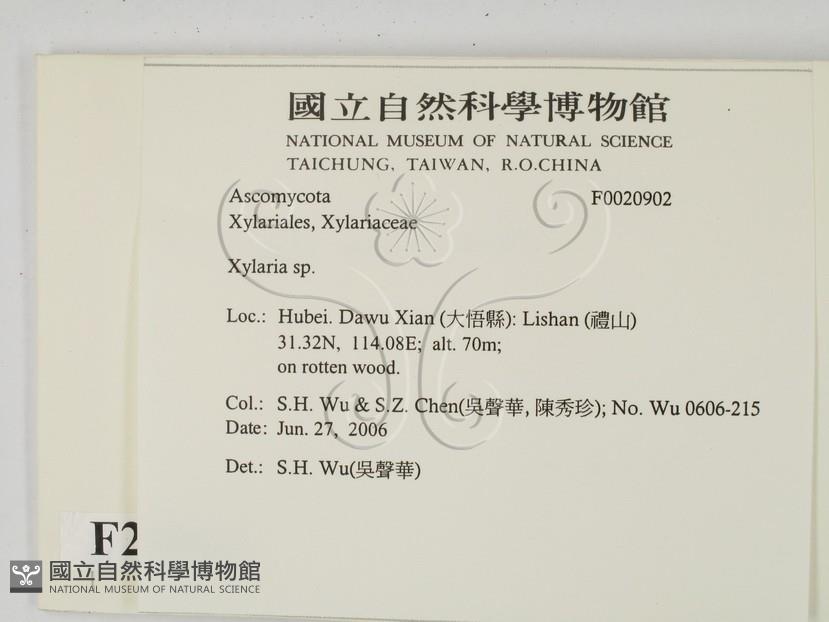 國立自然科學博物館
NATIONAL MUSEUM OF NATURAL SCIENCE
TAICHUNG, TAIWAN, R.O.CHINA
Ascomycota F0020902
Xylariales, Xylariaceae
Xylaria sp.
Loc.: Hubei. Dawu Xian (大悟縣): Lishan (禮山)
31.32N, 114.08E; alt. 70m;
on rotten wood.
Col.: S.H. Wu & S.Z. Chen(吳聲華, 陳秀珍); No. Wu 0606-215
Date: Jun. 27, 2006
Det.: S.H. Wu(吳聲華)
F2
國立自然科學博物館
NATIONAL MUSEUM OF NATURAL SCIENCE